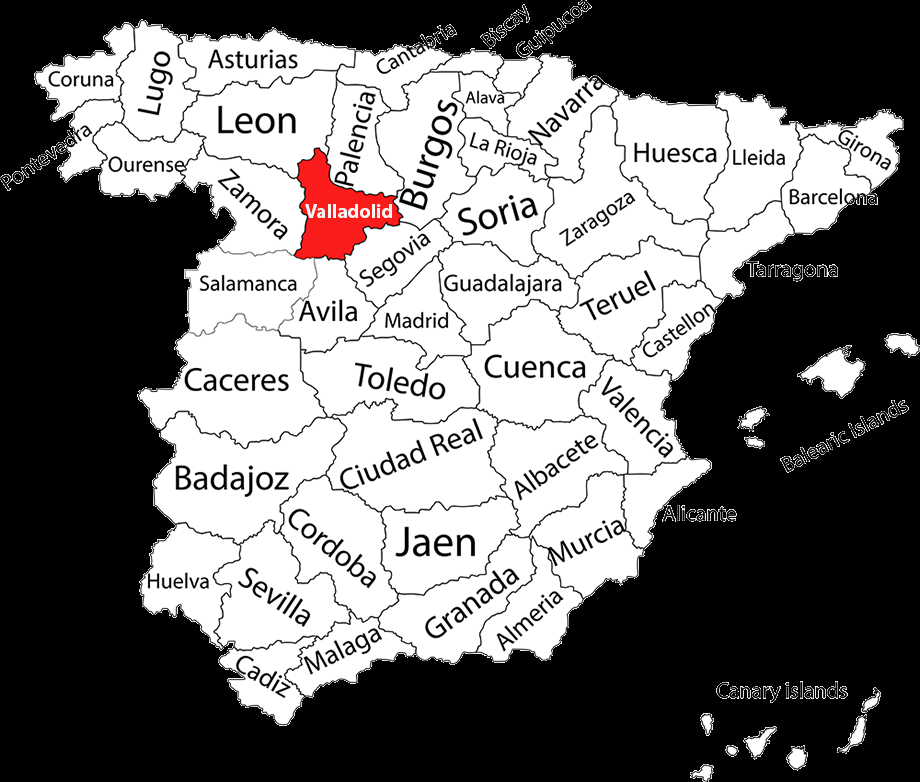 Coruna
Lugo
Asturias
Cantabria
Biscay
Guipucoa
Pontevedra
Ourense
Leon
Palencia
Burgos
Alava
Navarra
La Rioja
Huesca
Lleida
Girona
Barcelona
Zamora
Valladolid
Soria
Zaragoza
Segovia
Tarragona
Salamanca
Avila
Madrid
Guadalajara
Teruel
Castellon
Caceres
Toledo
Cuenca
Valencia
Balearic Islands
Badajoz
Ciudad Real
Albacete
Alicante
Huelva
Sevilla
Cordoba
Jaen
Murcia
Granada
Almeria
Cadiz
Malaga
Canary islands